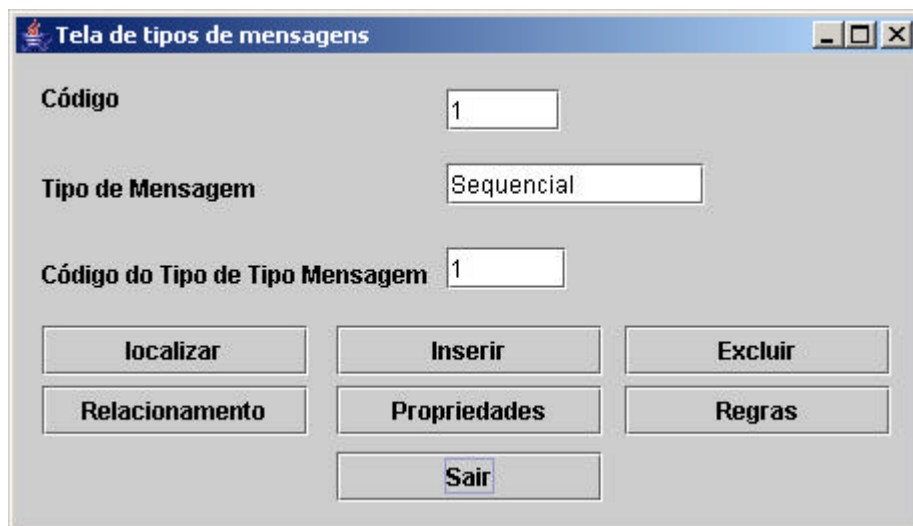 Tela de tipos de mensagens
Código 1
Tipo de Mensagem Sequencial
Código do Tipo de Tipo Mensagem 1
localizar Inserir Excluir
Relacionamento Propriedades Regras
Sair